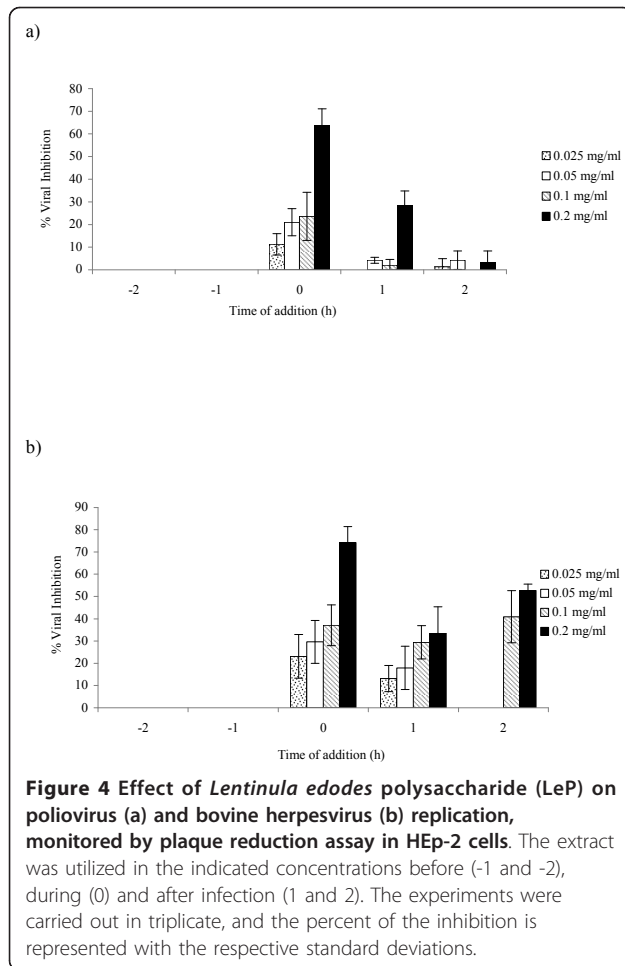 a)
80
70
60
50
40
30
20
10
0
% Viral Inhibition
-2 -1 0 1 2
Time of addition (h)
0.025 mg/ml
0.05 mg/ml
0.1 mg/ml
0.2 mg/ml
b)
90
80
70
60
50
40
30
20
10
0
% Viral Inhibition
-2 -1 0 1 2
Time of addition (h)
0.025 mg/ml
0.05 mg/ml
0.1 mg/ml
0.2 mg/ml
Figure 4 Effect of Lentinula edodes polysaccharide (LeP) on
poliovirus (a) and bovine herpesvirus (b) replication,
monitored by plaque reduction assay in HEp-2 cells. The extract
was utilized in the indicated concentrations before (-1 and -2),
during (0) and after infection (1 and 2). The experiments were
carried out in triplicate, and the percent of the inhibition is
represented with the respective standard deviations.